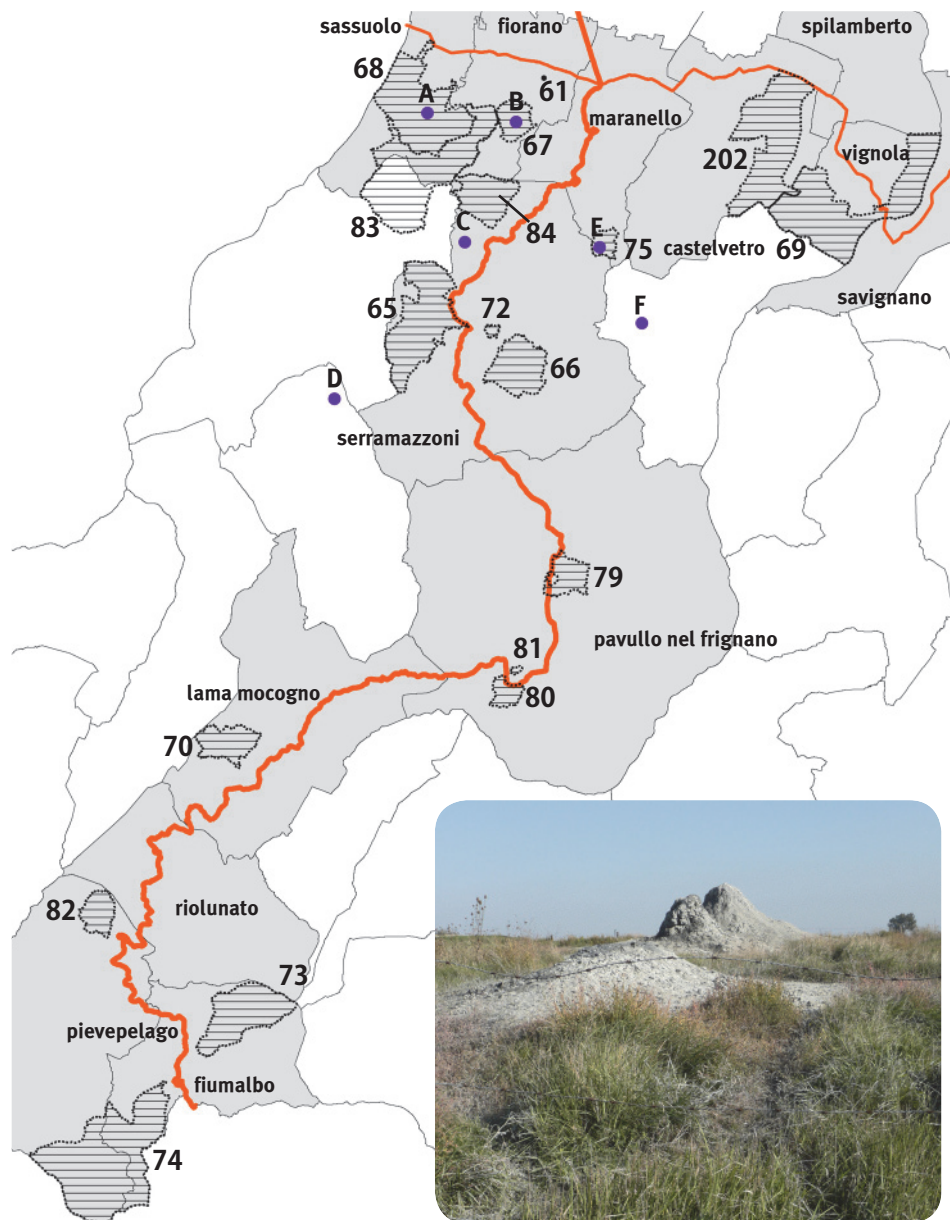 sassuolo
fiorano
spilamberto
68
A
B
61
67
maranello
202
vignola
83
C
84
E
75
castelvetro
69
savignano
65
72
F
66
D
serramazzoni
79
pavullo nel frignano
81
80
lama mocogno
70
82
riolunato
73
pievepelago
fiumalbo
74